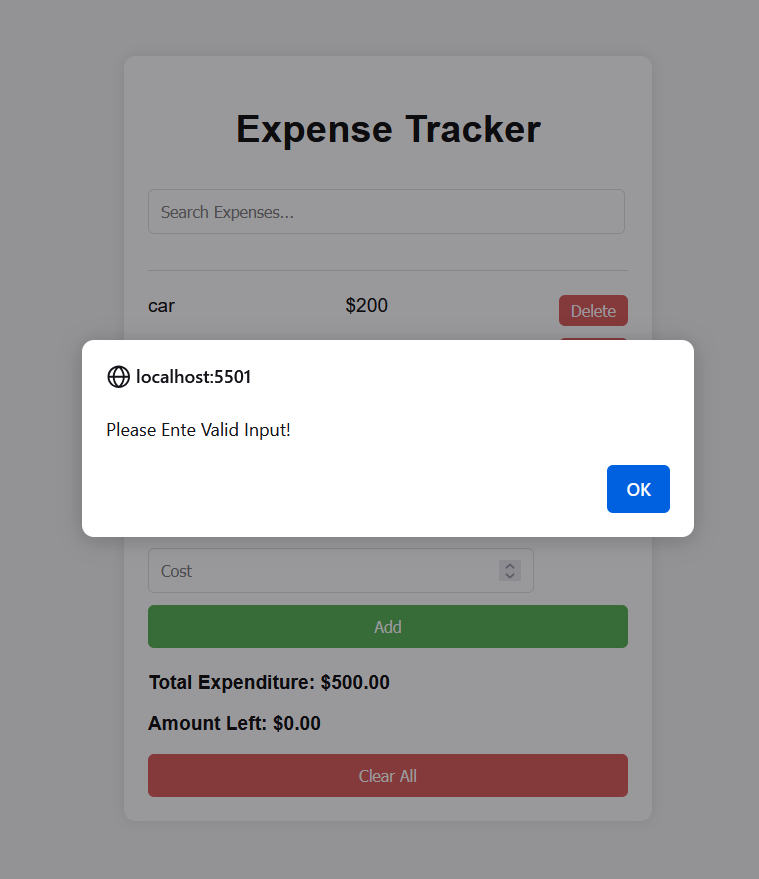 Expense Tracker
Search Expenses...
car $200 Delete
localhost:5501
Please Ente Valid Input!
OK
Cost
Add
Total Expenditure: $500.00
Amount Left: $0.00
Clear All